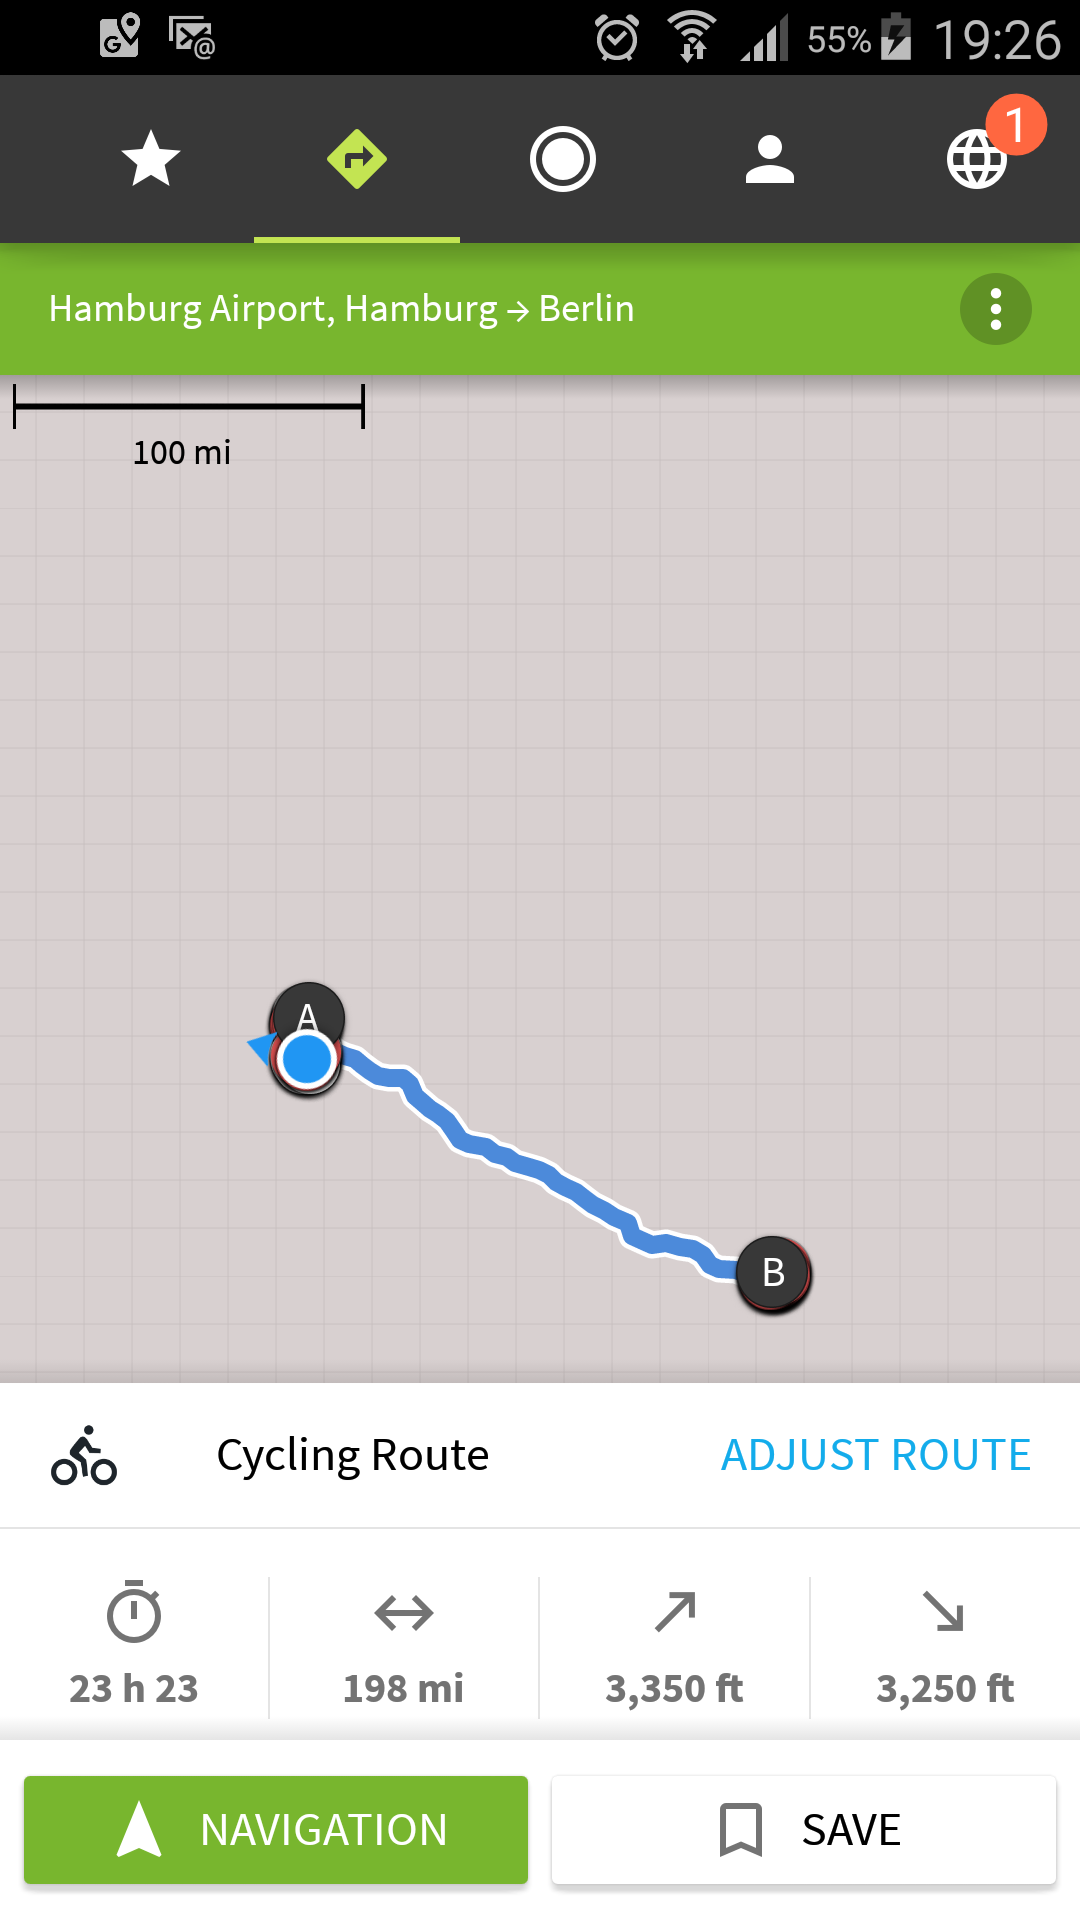 55% 19:26
1
Hamburg Airport, Hamburg → Berlin
100 mi
A
B
Cycling Route ADJUST ROUTE
23 h 23 198 mi 3,350 ft 3,250 ft
NAVIGATION SAVE